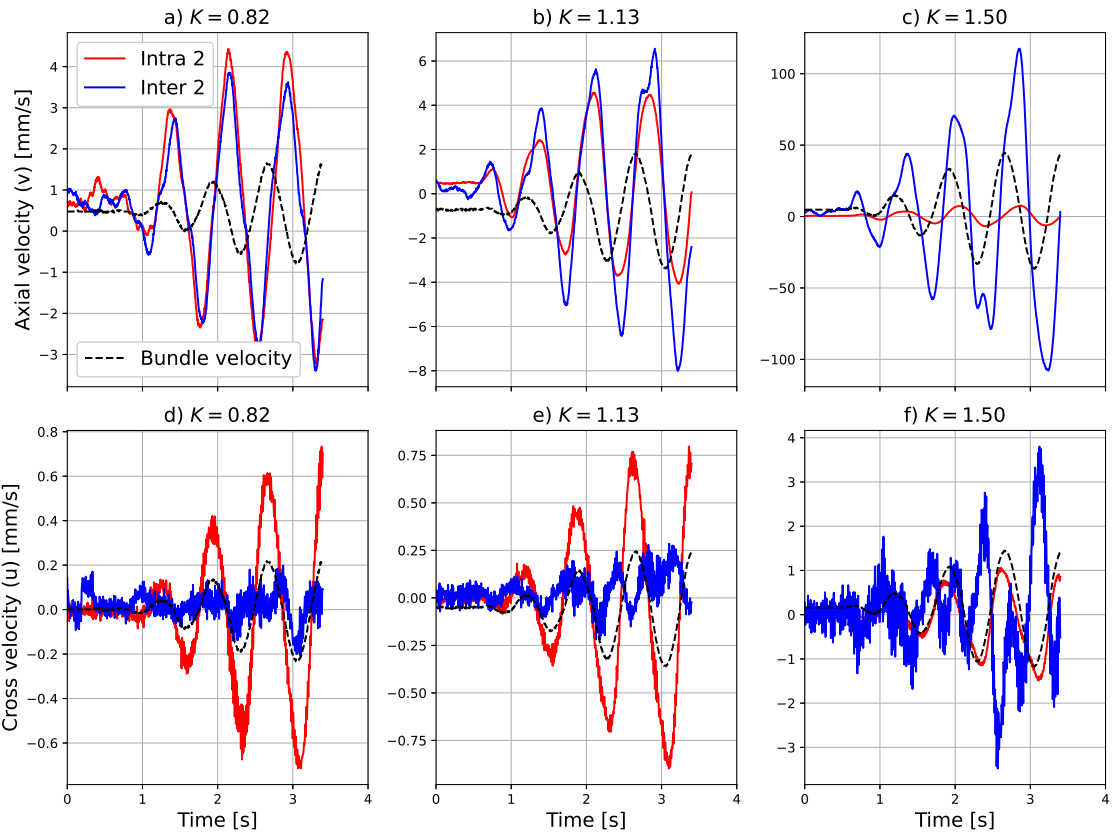 a) K = 0.82
b) K = 1.13
c) K = 1.50
Axial velocity (v) [mm/s]
4
3
2
1
0
−1
−2
−3
Intra 2
Inter 2
Bundle velocity
6
4
2
0
−2
−4
−6
−8
100
50
0
−50
−100
d) K = 0.82
e) K = 1.13
f) K = 1.50
Cross velocity (u) [mm/s]
0.8
0.6
0.4
0.2
0.0
−0.2
−0.4
−0.6
0.75
0.50
0.25
0.00
−0.25
−0.50
−0.75
4
3
2
1
0
−1
−2
−3
0 1 2 3 4
0 1 2 3 4
0 1 2 3 4
Time [s]
Time [s]
Time [s]